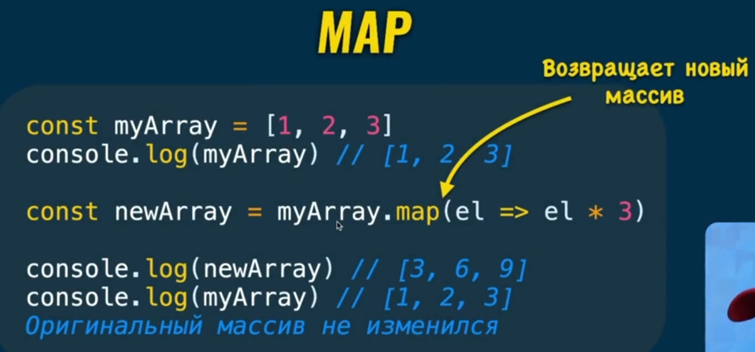 MAP
Возвращает новый
массив
const myArray = [1, 2, 3]
console.log(myArray) // [1, 2, 3]
const newArray = myArray.map(el => el * 3)
console.log(newArray) // [3, 6, 9]
console.log(myArray) // [1, 2, 3]
Оригинальный массив не изменился